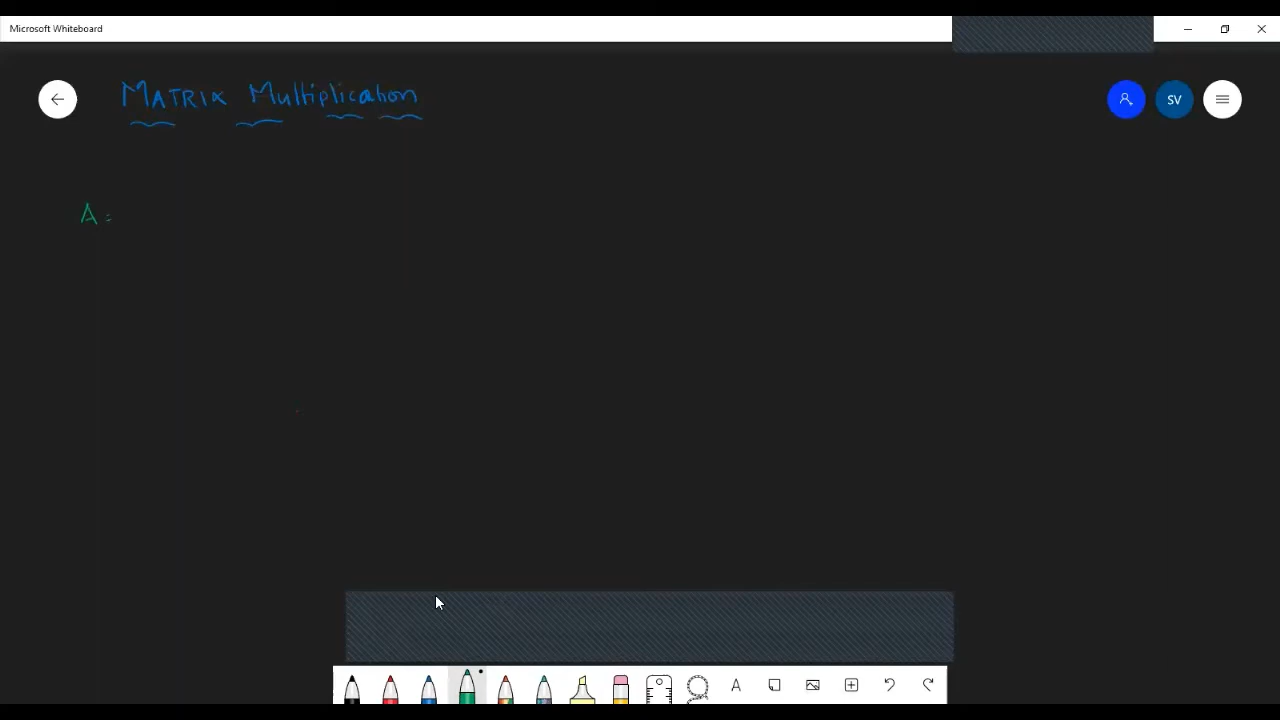 Microsoft Whiteboard
MATRIX Multiplication
SV
A =
A